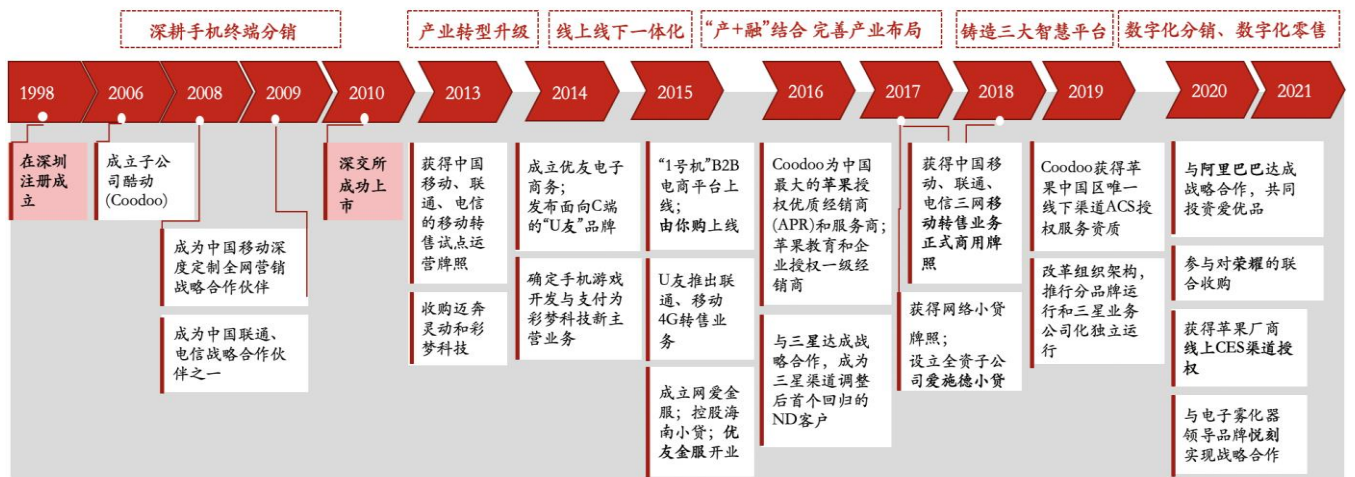 深耕手机终端分销
产业转型升级
线上线下一体化
“产+融”结合 完善产业布局
铸造三大智慧平台
数字化分销、数字化零售
1998
2006
2008
2009
2010
2013
2014
2015
2016
2017
2018
2019
2020
2021
在深圳
注册成
立
成立子公
司酷动
(Coodoo)
成为中国移动深
度定制全网营销
战略合作伙伴
成为中国联通、
电信战略合作伙
伴之一
深交所
成功上
市
获得中国
移动、联
通、电信
的移动转
售试点运
营牌照
收购迈奔
灵动和彩
梦科技
成立优友电子
商务；
发布面向C端
的“U友”品牌
确定手机游戏
开发与支付为
彩梦科技新主
营业务
“1号机”B2B
电商平台上
线；
由你购上线
U友推出联
通、移动
4G转售业
务
成立网爱金
服；控股海
南小贷；优
友金服开业
Coodoo为中国
最大的苹果授
权优质经销商
(APR)和服务商；
苹果教育和企
业授权一级经
销商
与三星达成战
略合作，成为
三星渠道调整
后首个回归的
ND客户
获得中国移
动、联通、
电信三网移
动转售业务
正式商用牌
照
获得网络小贷
牌照；
设立全资子公
司爱施德小贷
Coodoo获得苹
果中国区唯一
线下渠道ACS授
权服务资质
改革组织架构，
推行分品牌运
行和三星业务
公司化独立运
行
与阿里巴巴达成
战略合作，共同
投资爱优品
参与对荣耀的联
合收购
获得苹果厂商
线上CES渠道授
权
与电子雾化器
领导品牌悦刻
实现战略合作